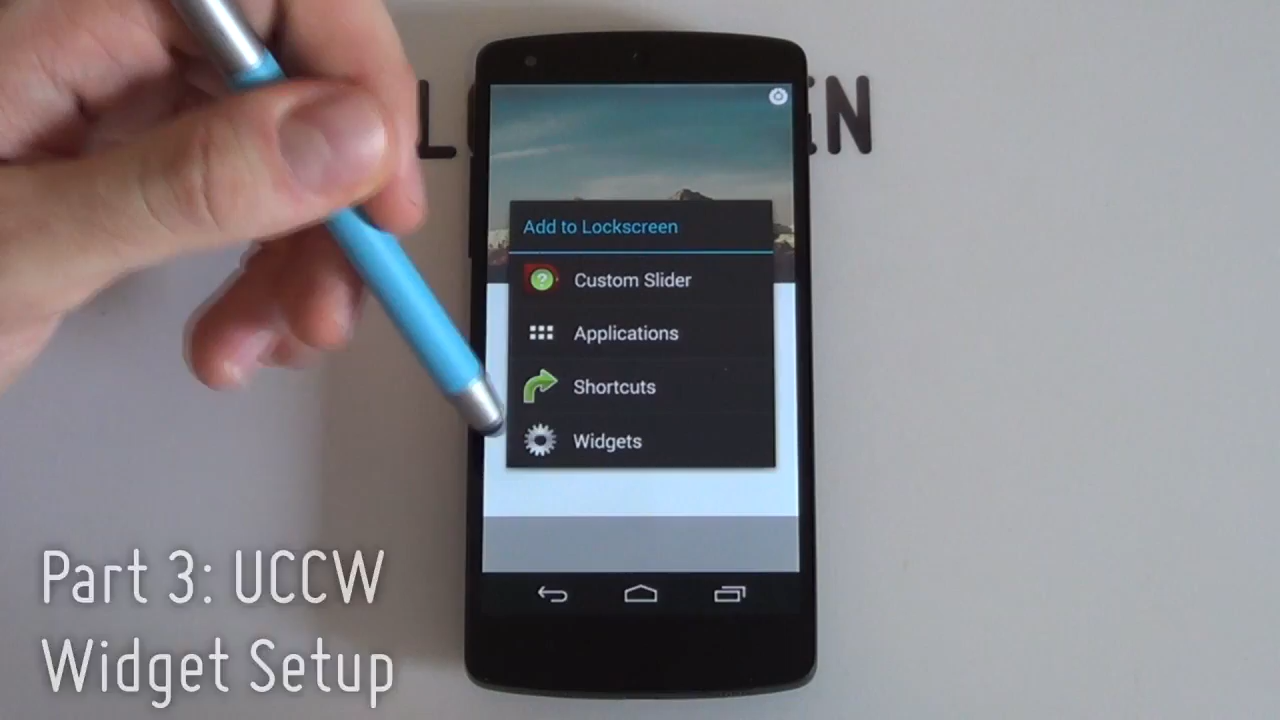 Add to Lockscreen
Custom Slider
Applications
Shortcuts
Widgets
Part 3: UCCW
Widget Setup